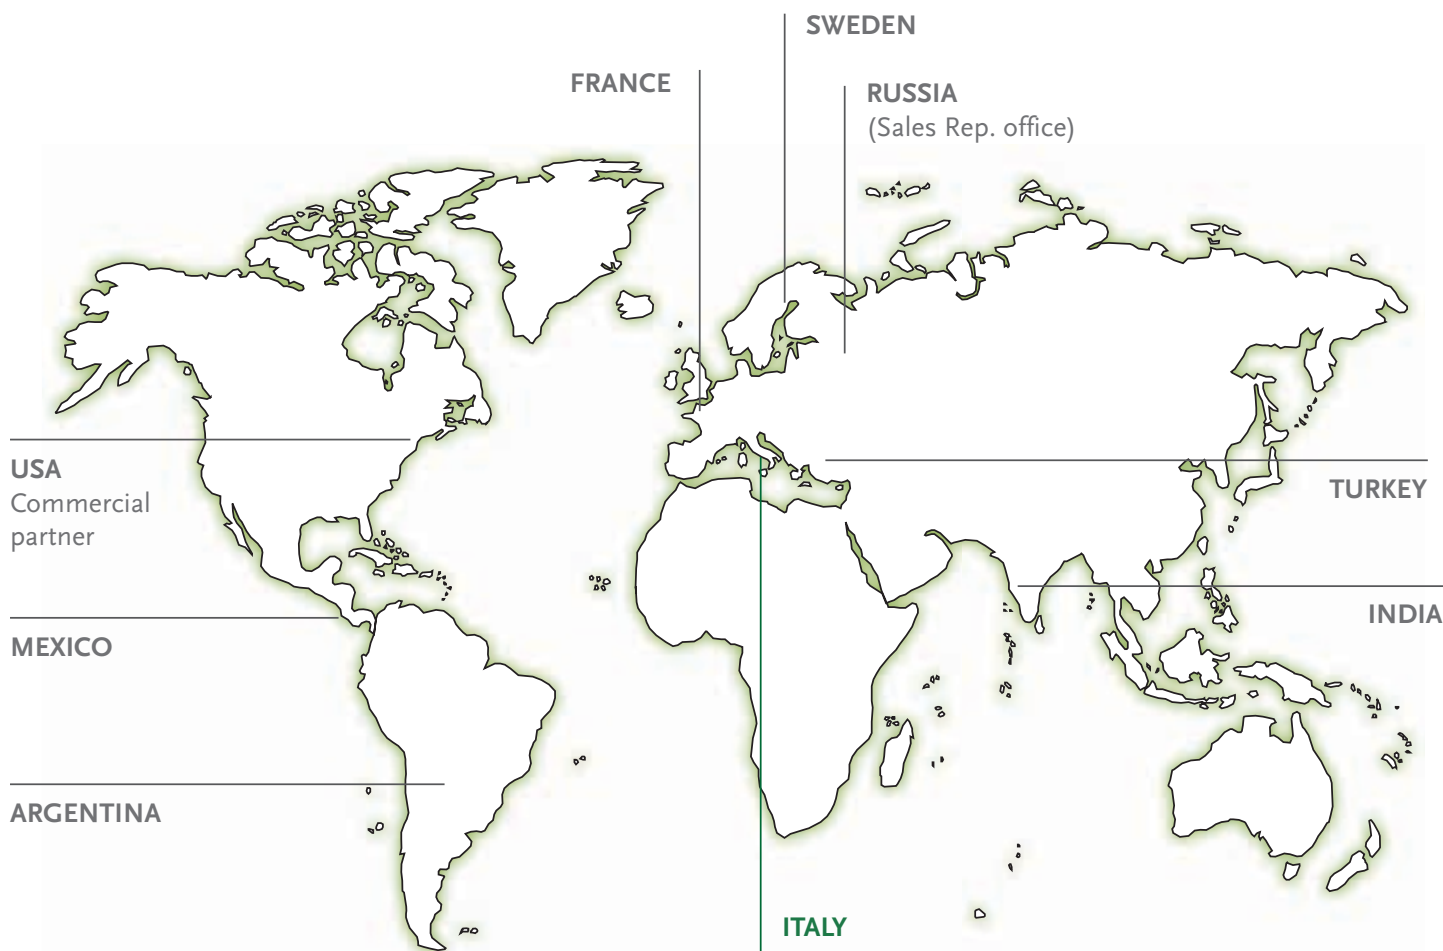 SWEDEN
FRANCE
RUSSIA
(Sales Rep. office)
USA
Commercial
partner
TURKEY
INDIA
MEXICO
ARGENTINA
ITALY